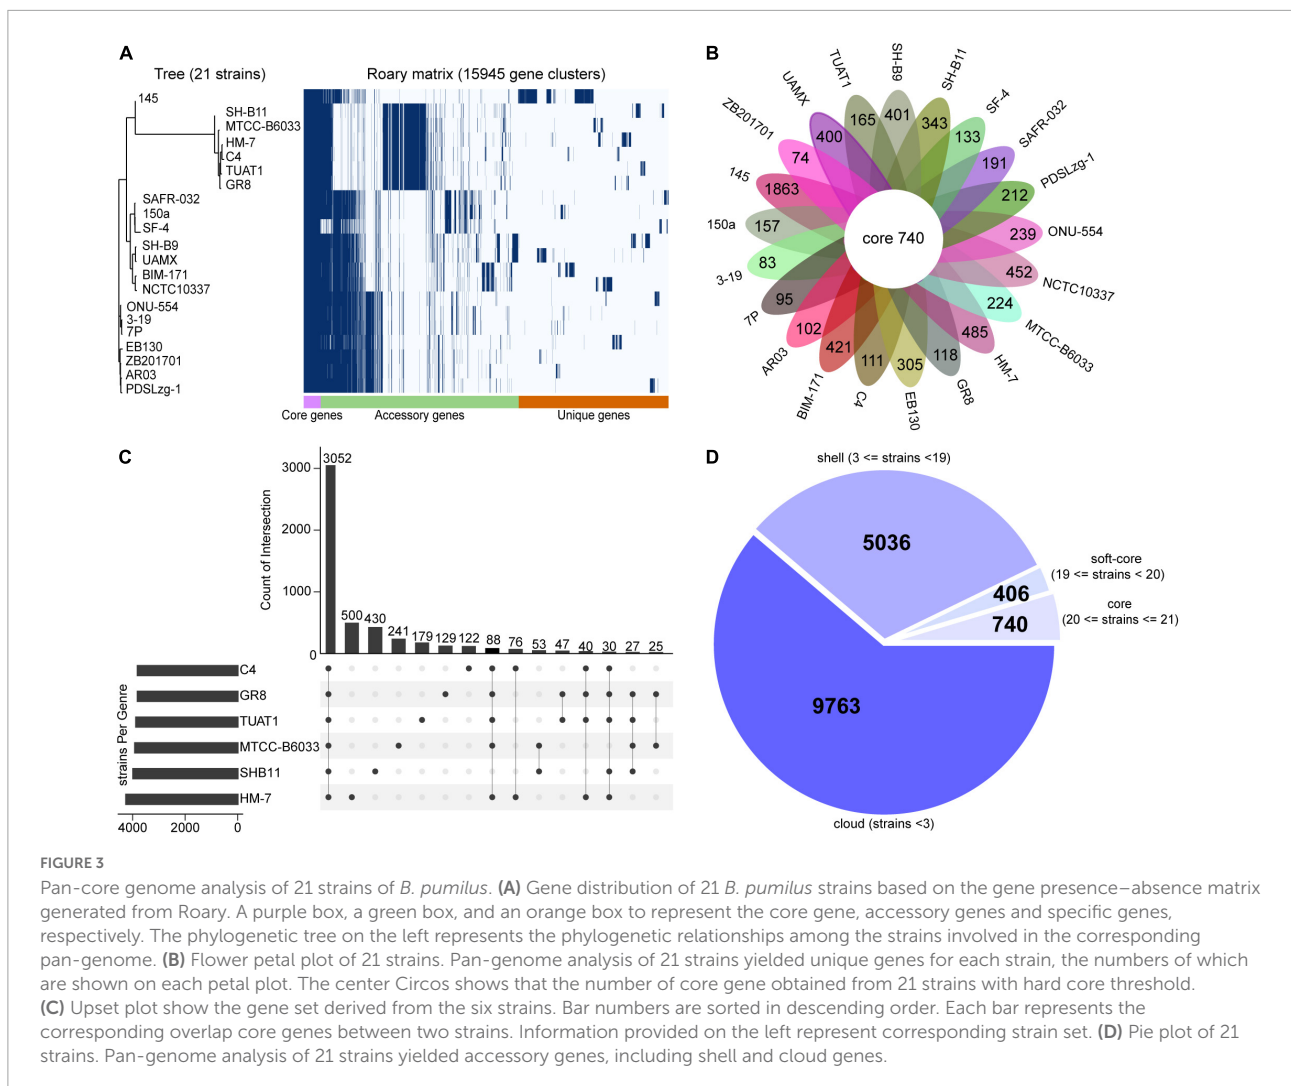 A
Tree (21 strains)
Roary matrix (15945 gene clusters)
145
SH-B11
MTCC-B6033
HM-7
C4
TUAT1
GR8
SAFR-032
150a
SF-4
SH-B9
UAMX
BIM-171
NCTC10337
ONU-554
3-19
7P
EB130
ZB201701
AR03
PDSLzg-1
Core genes
Accessory genes
Unique genes
B
SH-B9
SH-B11
SF-4
SAFR-032
PDSLzg-1
ONU-554
NCTC10337
MTCC-B6033
HM-7
GR8
EB130
C4
BIM-171
AR03
7P
3-19
150a
145
ZB201701
UAMX
TUAT1
401
343
133
191
212
239
452
224
485
118
305
111
421
102
95
83
157
1863
74
400
165
core 740
C
Count of Intersection
3000
2000
1000
0
3052
500
430
241
179
129
122
88
76
53
47
40
30
27
25
strains Per Genre
C4
GR8
TUAT1
MTCC-B6033
SHB11
HM-7
4000
2000
0
D
shell (3 <= strains <19)
5036
soft-core
(19 <= strains < 20)
406
core
(20 <= strains <= 21)
740
9763
cloud (strains <3)
FIGURE 3
Pan-core genome analysis of 21 strains of B. pumilus. (A) Gene distribution of 21 B. pumilus strains based on the gene presence–absence matrix
generated from Roary. A purple box, a green box, and an orange box to represent the core gene, accessory genes and specific genes,
respectively. The phylogenetic tree on the left represents the phylogenetic relationships among the strains involved in the corresponding
pan-genome. (B) Flower petal plot of 21 strains. Pan-genome analysis of 21 strains yielded unique genes for each strain, the numbers of which
are shown on each petal plot. The center Circos shows that the number of core gene obtained from 21 strains with hard core threshold.
(C) Upset plot show the gene set derived from the six strains. Bar numbers are sorted in descending order. Each bar represents the
corresponding overlap core genes between two strains. Information provided on the left represent corresponding strain set. (D) Pie plot of 21
strains. Pan-genome analysis of 21 strains yielded accessory genes, including shell and cloud genes.